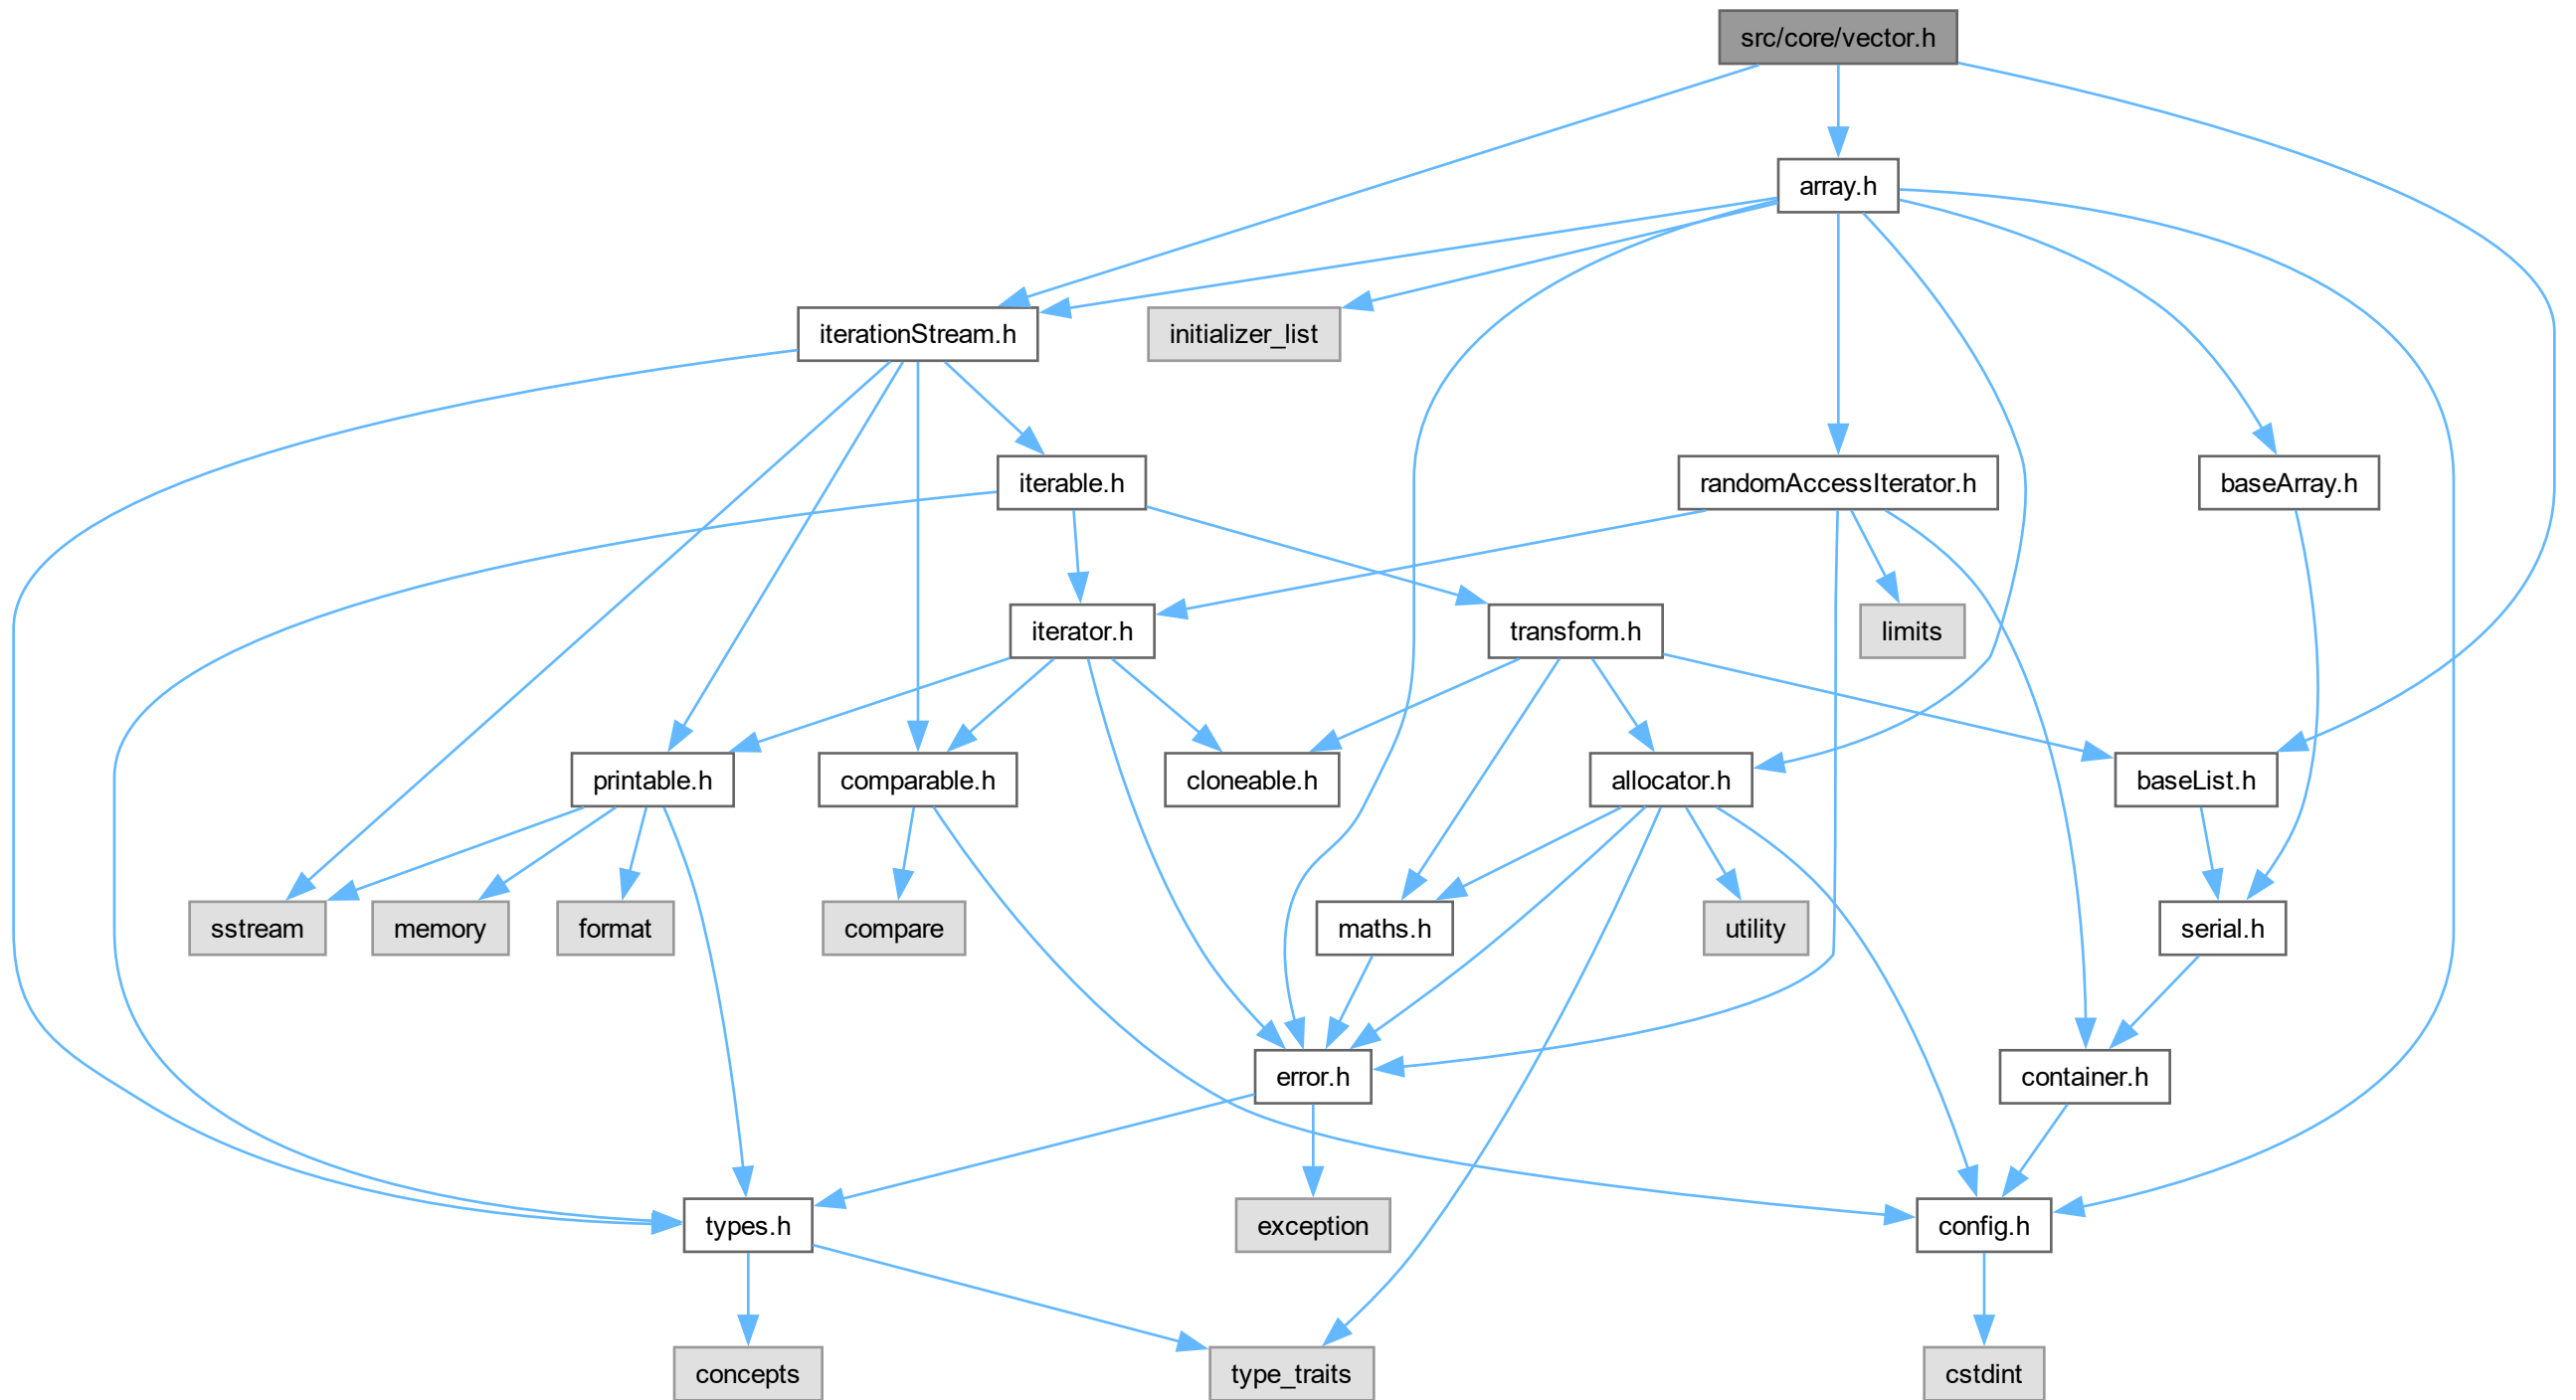 src/core/vector.h
array.h
iterationStream.h
initializer_list
iterable.h
randomAccessIterator.h
baseArray.h
iterator.h
transform.h
limits
printable.h
comparable.h
cloneable.h
allocator.h
baseList.h
sstream
memory
format
compare
maths.h
utility
serial.h
error.h
container.h
types.h
exception
config.h
concepts
type_traits
cstdint